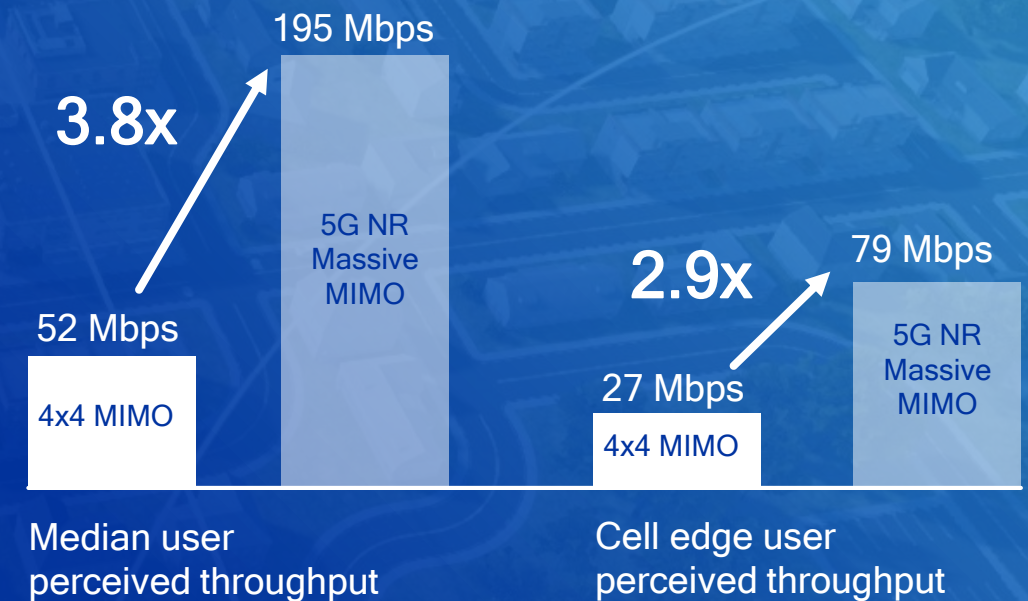 195 Mbps
3.8x
5G NR
Massive
MIMO
52 Mbps
4x4 MIMO
79 Mbps
2.9x
5G NR
Massive
MIMO
27 Mbps
4x4 MIMO
Median user
perceived throughput
Cell edge user
perceived throughput